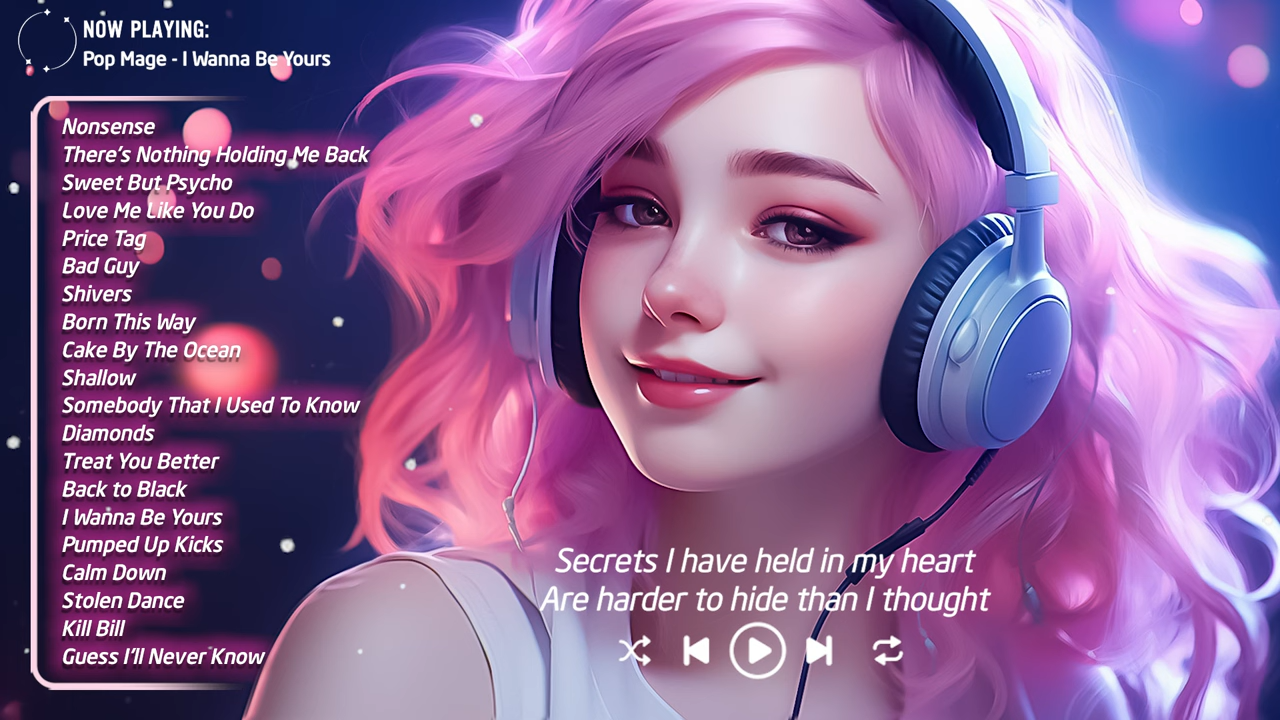 NOW PLAYING:
Pop Mage - I Wanna Be Yours
Nonsense
There's Nothing Holding Me Back
Sweet But Psycho
Love Me Like You Do
Price Tag
Bad Guy
Shivers
Born This Way
Cake By The Ocean
Shallow
Somebody That I Used To Know
Diamonds
Treat You Better
Back to Black
I Wanna Be Yours
Pumped Up Kicks
Calm Down
Stolen Dance
Kill Bill
Guess I'll Never Know
Secrets I have held in my heart
Are harder to hide than I thought